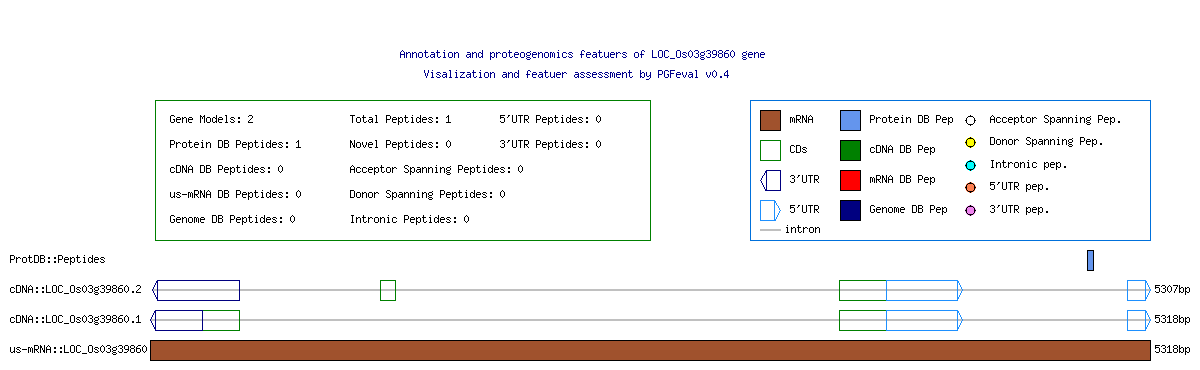 Annotation and proteogenomics featuers of LOC_Os03g39860 gene
Visalization and featuer assessment by PGFeval v0.4
Gene Models: 2 Total Peptides: 1 5'UTR Peptides: 0
Protein DB Peptides: 1 Novel Peptides: 0 3'UTR Peptides: 0
cDNA DB Peptides: 0 Acceptor Spanning Peptides: 0
us-mRNA DB Peptides: 0 Donor Spanning Peptides: 0
Genome DB Peptides: 0 Intronic Peptides: 0
mRNA Protein DB Pep Acceptor Spanning Pep.
CDs cDNA DB Pep Donor Spanning Pep.
3'UTR mRNA DB Pep Intronic pep.
5'UTR Genome DB Pep 5'UTR pep.
intron 3'UTR pep.
ProtDB::Peptides
cDNA::LOC_Os03g39860.2 5307bp
cDNA::LOC_Os03g39860.1 5318bp
us-mRNA::LOC_Os03g39860 5318bp